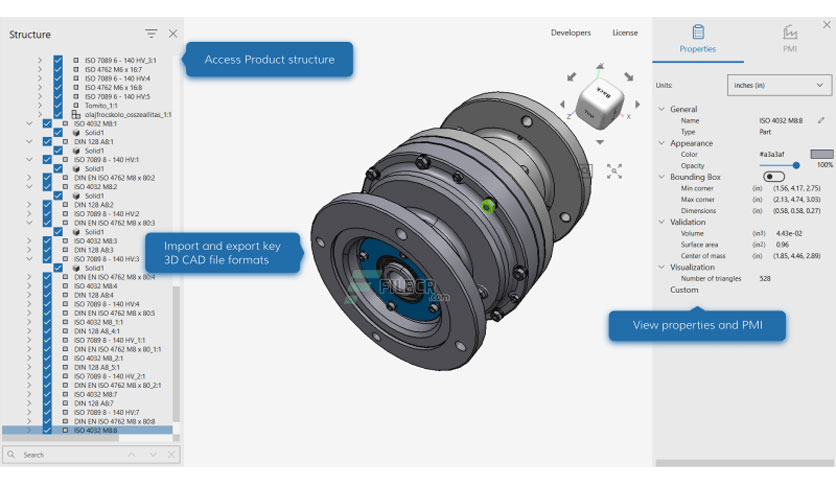 Structure
ISO 7089 6 - 140 HV_3:1
ISO 4762 M6 x 16:7
ISO 7089 6 - 140 HV:4
ISO 4762 M6 x 16:8
ISO 7089 6 - 140 HV:5
Tomito_1:1
olajfrocskolo_osszeallitas_1:1
ISO 4032 M8:1
Solid1
DIN 128 A8:1
Solid1
ISO 7089 8 - 140 HV:1
Solid1
DIN EN ISO 4762 M8 x 80:2
ISO 4032 M8:2
Solid1
DIN 128 A8:2
ISO 7089 8 - 140 HV:2
DIN EN ISO 4762 M8 x 80:3
Solid1
ISO 4032 M8:3
DIN 128 A8:3
ISO 7089 8 - 140 HV:3
Solid1
DIN EN ISO 4762 M8 x 80:4
ISO 4032 M8:4
DIN 128 A8:4
ISO 7089 8 - 140 HV:4
DIN EN ISO 4762 M8 x 80:5
ISO 4032 M8_1:1
DIN 128 A8_4:1
ISO 7089 8 - 140 HV_1:1
DIN EN ISO 4762 M8 x 80_1:1
ISO 4032 M8_2:1
DIN 128 A8_5:1
ISO 7089 8 - 140 HV_2:1
DIN EN ISO 4762 M8 x 80_2:1
ISO 4032 M8:7
DIN 128 A8:7
ISO 7089 8 - 140 HV:7
DIN EN ISO 4762 M8 x 80:8
ISO 4032 M8:8
Search
Access Product structure
Import and export key
3D CAD file formats
FILECR
.com
Developers License
Back
Z
X
Properties PMI
Units: inches (in)
General
Name ISO 4032 M8:8
Type Part
Appearance
Color #a3a3af
Opacity 100%
Bounding Box
Min corner (in) (1.56, 4.17, 2.75)
Max corner (in) (2.13, 4.74, 3.03)
Dimensions (in) (0.58, 0.58, 0.27)
Validation
Volume (in3) 4.43e-02
Surface area (in2) 0.96
Center of mass (in) (1.85, 4.46, 2.89)
Visualization
Number of triangles 528
Custom
View properties and PMI